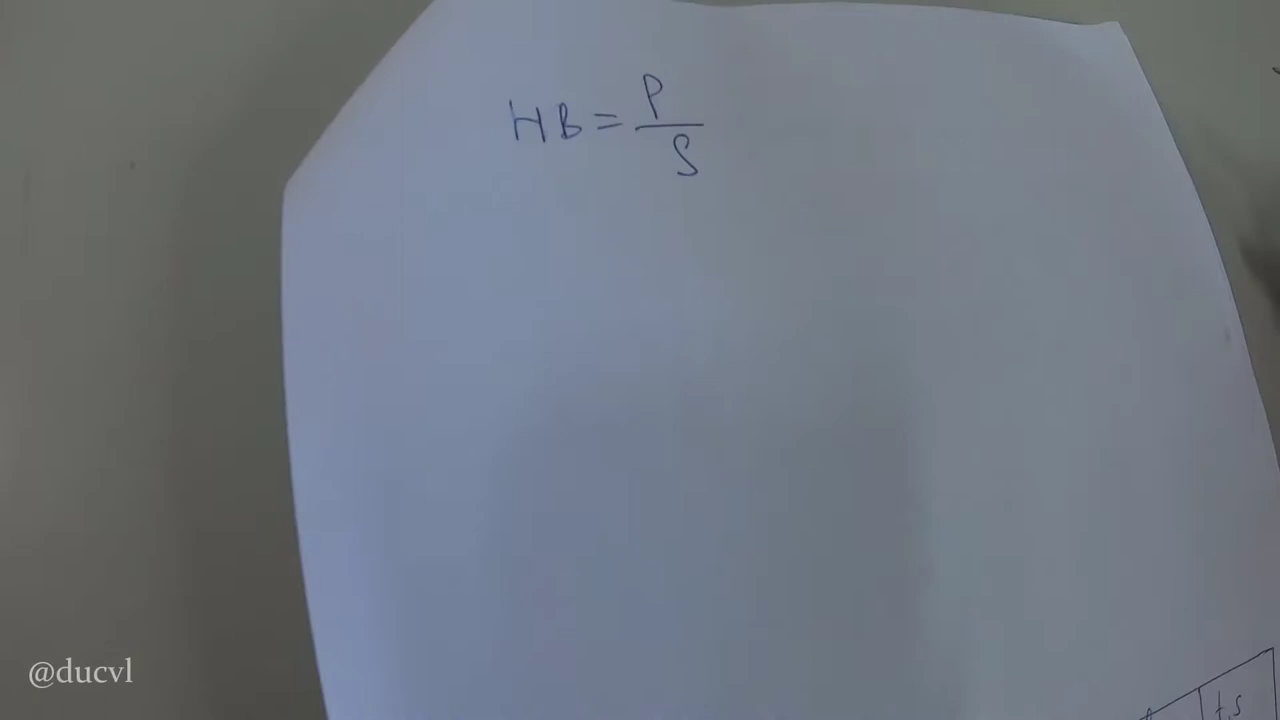 HB = P/S
t,s
@ducvl